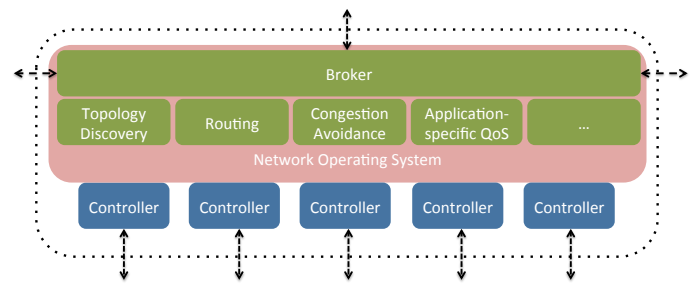 Broker
Topology
Discovery
Routing
Congestion
Avoidance
Application-
specific QoS
...
Network Operating System
Controller
Controller
Controller
Controller
Controller